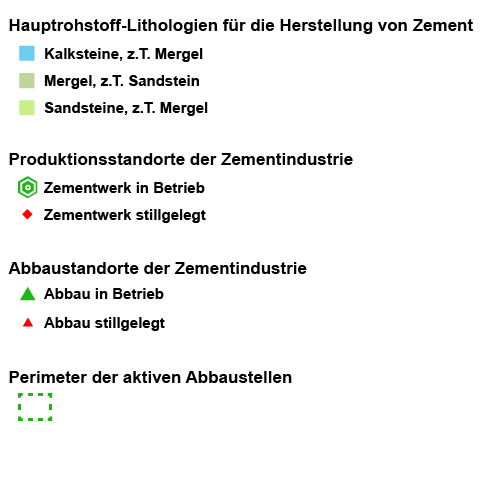 Hauptrohstoff-Lithologien für die Herstellung von Zement
Kalksteine, z.T. Mergel
Mergel, z.T. Sandstein
Sandsteine, z.T. Mergel
Produktionsstandorte der Zementindustrie
Zementwerk in Betrieb
Zementwerk stillgelegt
Abbaustandorte der Zementindustrie
Abbau in Betrieb
Abbau stillgelegt
Perimeter der aktiven Abbaustellen